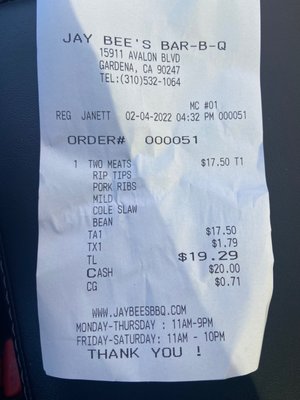 JAY BEE'S BAR-B-Q
15911 AVALON BLVD
GARDENA, CA 90247
TEL:(310)532-1064
MC #01
REG JANETT 02-04-2022 04:32 PM 000051
ORDER# 000051
1 TWO MEATS $17.50 T1
RIP TIPS
PORK RIBS
MILD
COLE SLAW
BEAN
TA1 $17.50
TX1 $1.79
TL $19.29
CASH $20.00
CG $0.71
WWW.JAYBEESBBQ.COM
MONDAY-THURSDAY : 11AM-9PM
FRIDAY-SATURDAY: 11AM - 10PM
THANK YOU !